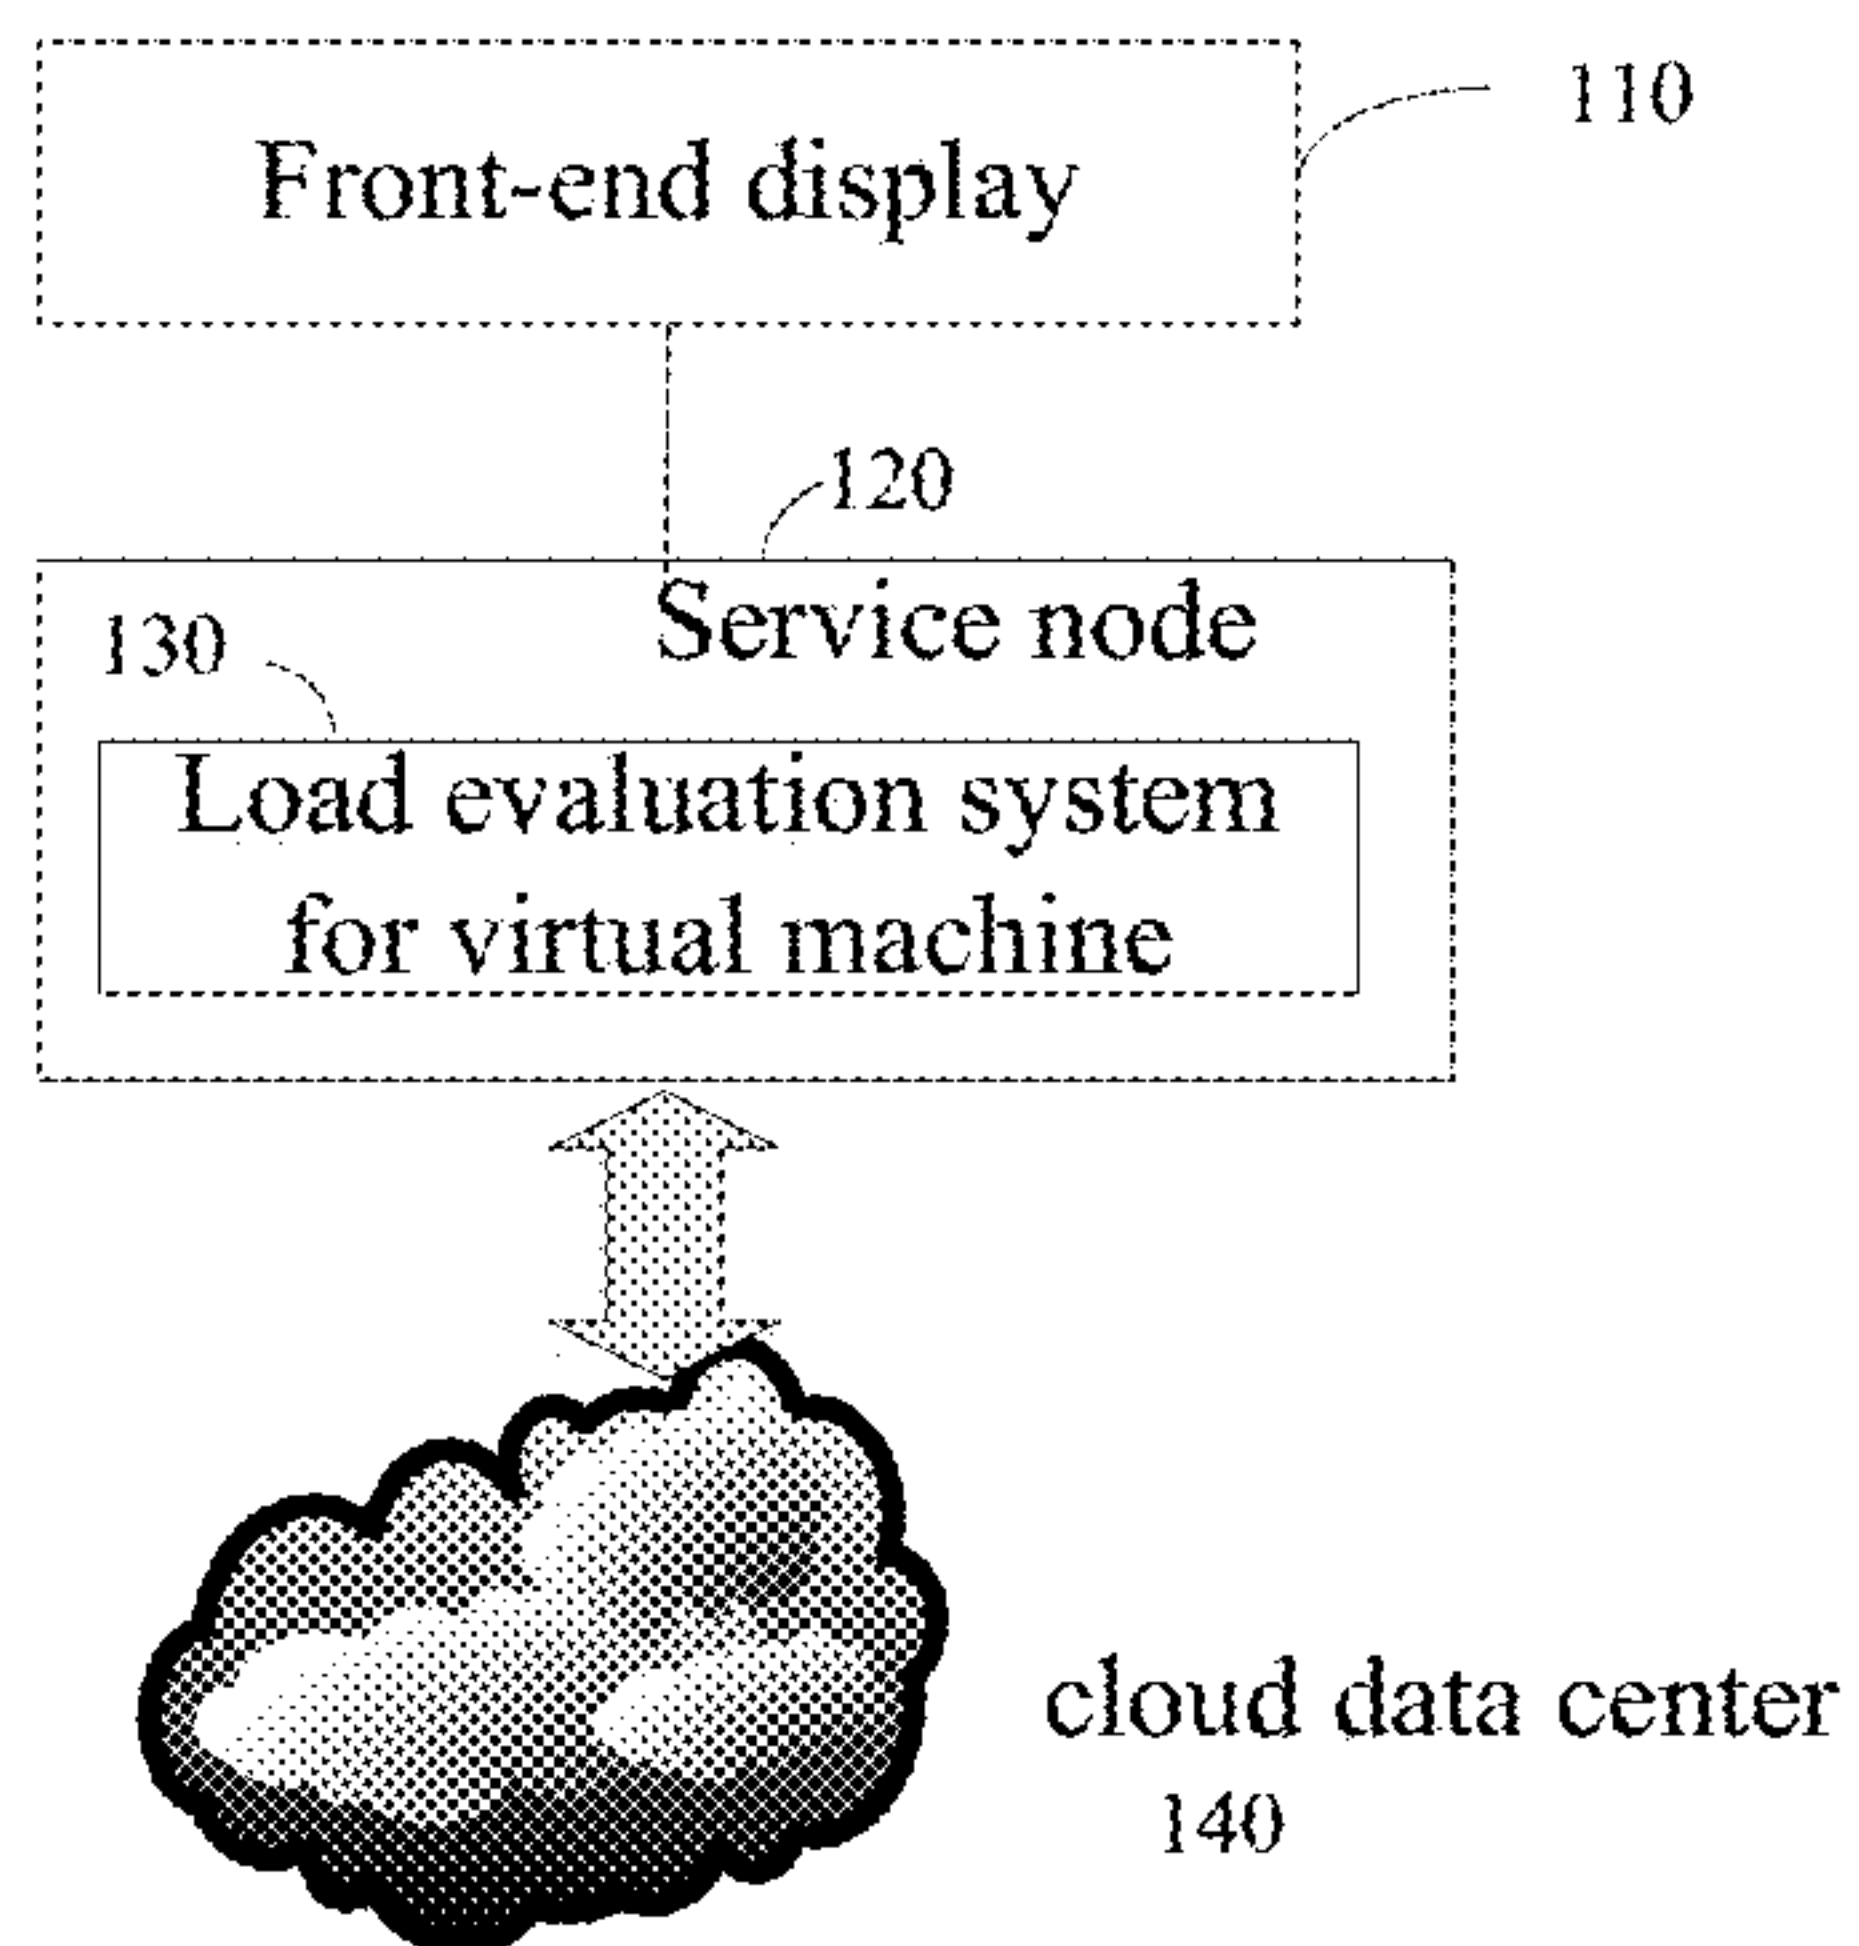 Front-end display
110
120
Service node
130
Load evaluation system
for virtual machine
cloud data center
140